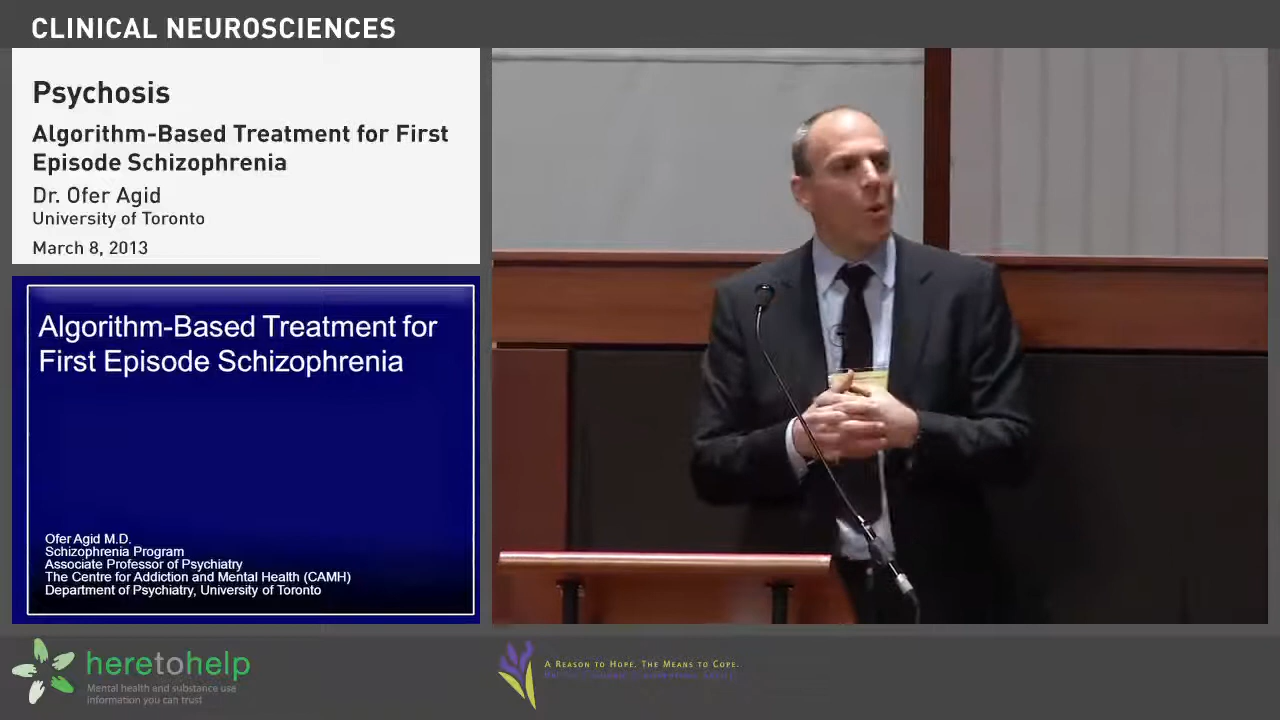 CLINICAL NEUROSCIENCES
Psychosis
Algorithm-Based Treatment for First
Episode Schizophrenia
Dr. Ofer Agid
University of Toronto
March 8, 2013
Algorithm-Based Treatment for
First Episode Schizophrenia
Ofer Agid M.D.
Schizophrenia Program
Associate Professor of Psychiatry
The Centre for Addiction and Mental Health (CAMH)
Department of Psychiatry, University of Toronto
heretohelp
Mental health and substance use
information you can trust
A Reason to Hope. The Means to Cope.